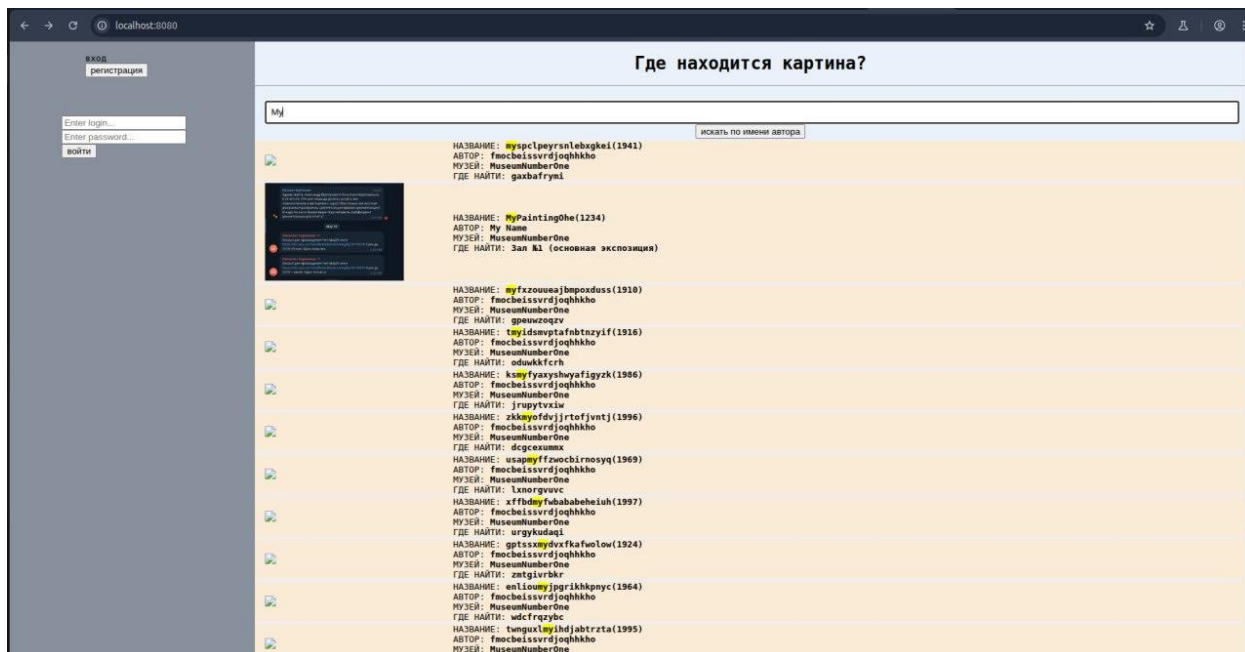 localhost:8080
вход
регистрация
Enter login...
Enter password...
войти
Где находится картина?
My
искать по имени автора
НАЗВАНИЕ: myspclpeyrsnlebxgkei(1941)
АВТОР: fmocbeissvrdjoqhhkho
МУЗЕЙ: MuseumNumberOne
ГДЕ НАЙТИ: gaxbafrymi
НАЗВАНИЕ: MyPaintingOhe(1234)
АВТОР: My Name
МУЗЕЙ: MuseumNumberOne
ГДЕ НАЙТИ: Зал №1 (основная экспозиция)
НАЗВАНИЕ: myfxzouueajbmpoxduss(1910)
АВТОР: fmocbeissvrdjoqhhkho
МУЗЕЙ: MuseumNumberOne
ГДЕ НАЙТИ: gpeuwzoqzv
НАЗВАНИЕ: tmyidsmvptafnbtnzyif(1916)
АВТОР: fmocbeissvrdjoqhhkho
МУЗЕЙ: MuseumNumberOne
ГДЕ НАЙТИ: oduwkkfcrh
НАЗВАНИЕ: ksmyfyaxyshwyafigyzk(1986)
АВТОР: fmocbeissvrdjoqhhkho
МУЗЕЙ: MuseumNumberOne
ГДЕ НАЙТИ: jrupytvxiw
НАЗВАНИЕ: zkkmyofdvjjrtofjvntj(1996)
АВТОР: fmocbeissvrdjoqhhkho
МУЗЕЙ: MuseumNumberOne
ГДЕ НАЙТИ: dcgcexummx
НАЗВАНИЕ: usapmyffzwocbirnosyq(1969)
АВТОР: fmocbeissvrdjoqhhkho
МУЗЕЙ: MuseumNumberOne
ГДЕ НАЙТИ: lxnorgvuvc
НАЗВАНИЕ: xffbdmyfwbababeheiuh(1997)
АВТОР: fmocbeissvrdjoqhhkho
МУЗЕЙ: MuseumNumberOne
ГДЕ НАЙТИ: urgykudaqi
НАЗВАНИЕ: gptssxmydvxfkafwolow(1924)
АВТОР: fmocbeissvrdjoqhhkho
МУЗЕЙ: MuseumNumberOne
ГДЕ НАЙТИ: zmtgivrbkr
НАЗВАНИЕ: enlioumyjpgrikhkpnyc(1964)
АВТОР: fmocbeissvrdjoqhhkho
МУЗЕЙ: MuseumNumberOne
ГДЕ НАЙТИ: wdcfrqzybc
НАЗВАНИЕ: twnguxlmyihdjabtrzta(1995)
АВТОР: fmocbeissvrdjoqhhkho
МУЗЕЙ: MuseumNumberOne